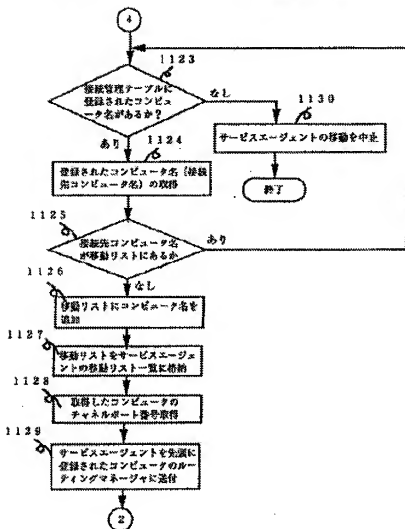 4
1123
接続管理テーブルに
登録されたコンピュ
ータ名があるか?
なし
1130
サービスエージェントの移動を中止
終了
あり
1124
登録されたコンピュータ名(接続
先コンピュータ名)の取得
1125
接続先コンピュータ名
が移動リストにあるか
あり
なし
1126
移動リストにコンピュータ名を
追加
1127
移動リストをサービスエージェ
ントの移動リスト一覧に格納
1128
取得したコンピュータの
チャネルポート番号取得
1129
サービスエージェントを先頭に
登録されたコンピュータのルー
ティングマネージャに送付
2